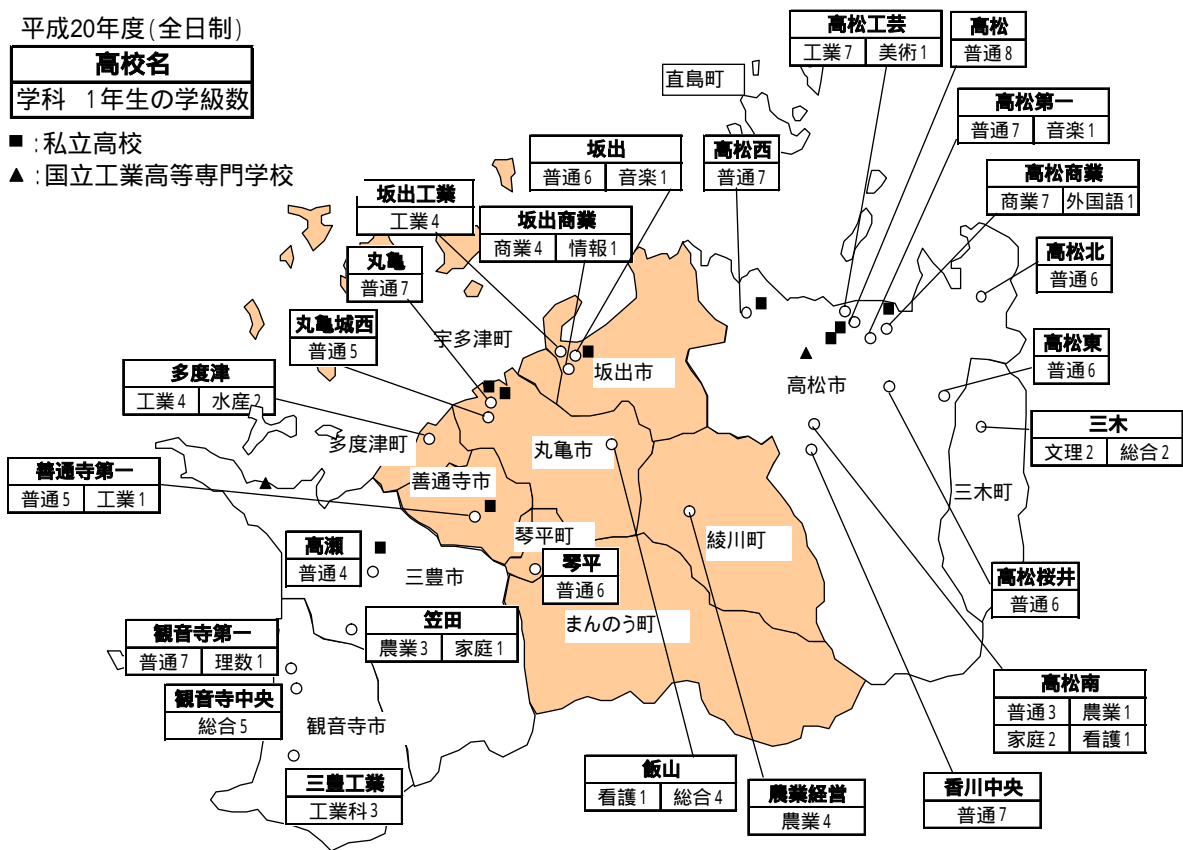 平成20年度(全日制)
高校名
学科 1年生の学級数
■ :私立高校
▲ :国立工業高等専門学校
高松工芸
工業7 美術1
高松
普通8
直島町
高松第一
普通7 音楽1
坂出
普通6 音楽1
高松西
普通7
高松商業
商業7 外国語1
坂出工業
工業4
坂出商業
商業4 情報1
丸亀
普通7
高松北
普通6
丸亀城西
普通5
宇多津町
高松東
普通6
多度津
工業4 水産2
坂出市
高松市
三木
文理2 総合2
多度津町
丸亀市
善通寺第一
普通5 工業1
善通寺市
三木町
琴平町
綾川町
高瀬
普通4
三豊市
琴平
普通6
高松桜井
普通6
笠田
農業3 家庭1
まんのう町
観音寺第一
普通7 理数1
観音寺中央
総合5
観音寺市
高松南
普通3 農業1
家庭2 看護1
三豊工業
工業科3
飯山
看護1 総合4
農業経営
農業4
香川中央
普通7